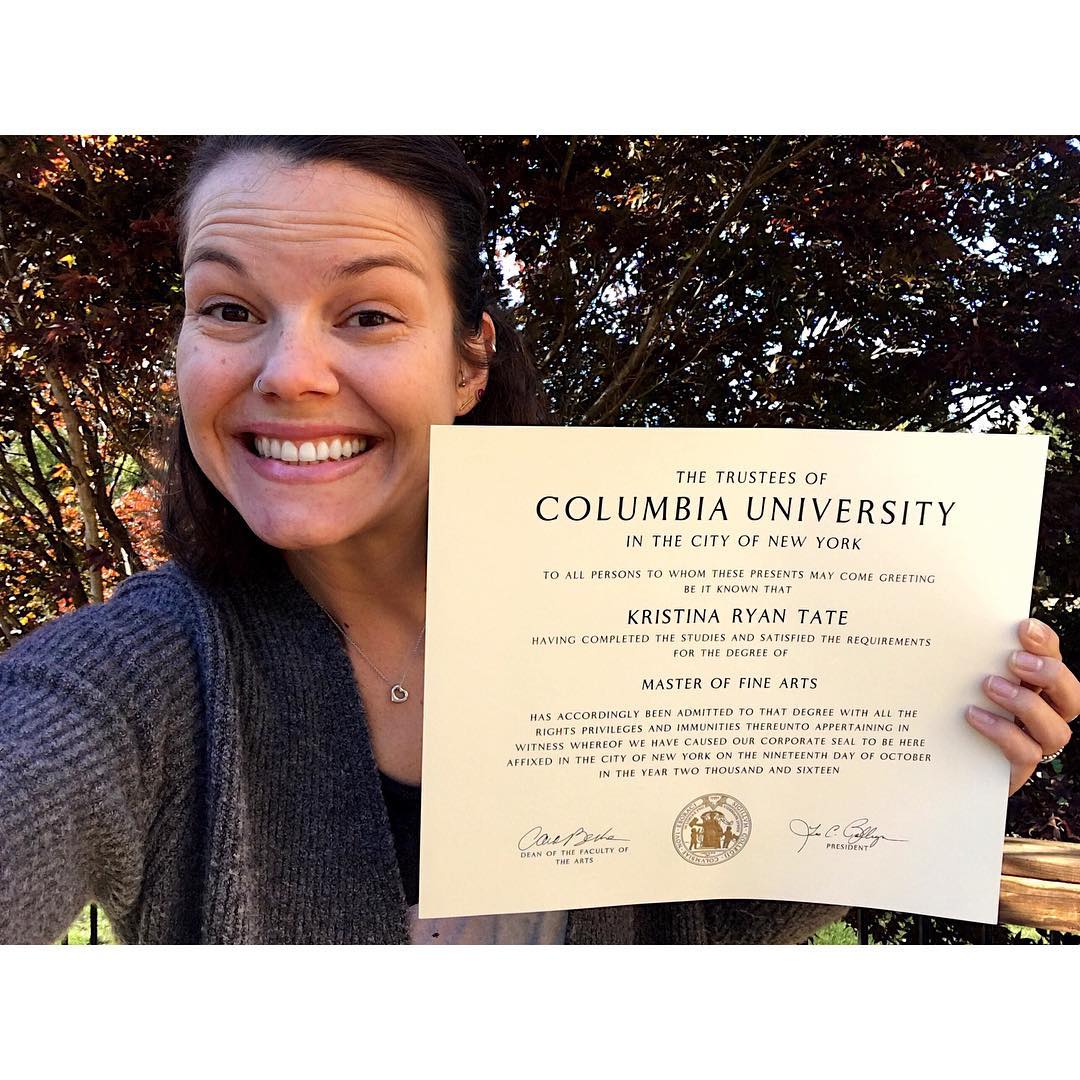 THE TRUSTEES OF
COLUMBIA UNIVERSITY
IN THE CITY OF NEW YORK
TO ALL PERSONS TO WHOM THESE PRESENTS MAY COME GREETING
BE IT KNOWN THAT
KRISTINA RYAN TATE
HAVING COMPLETED THE STUDIES AND SATISFIED THE REQUIREMENTS
FOR THE DEGREE OF
MASTER OF FINE ARTS
HAS ACCORDINGLY BEEN ADMITTED TO THAT DEGREE WITH ALL THE
RIGHTS PRIVILEGES AND IMMUNITIES THEREUNTO APPERTAINING IN
WITNESS WHEREOF WE HAVE CAUSED OUR CORPORATE SEAL TO BE HERE
AFFIXED IN THE CITY OF NEW YORK ON THE NINETEENTH DAY OF OCTOBER
IN THE YEAR TWO THOUSAND AND SIXTEEN
DEAN OF THE FACULTY OF
THE ARTS
PRESIDENT